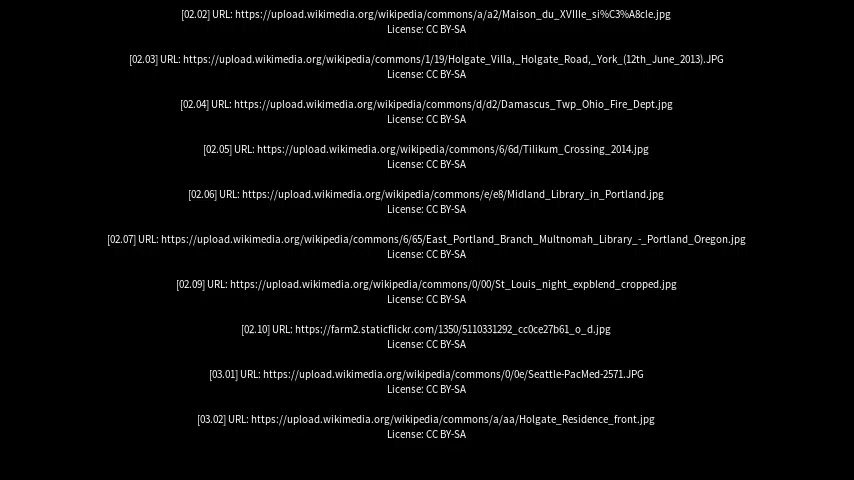 [02.02] URL: https://upload.wikimedia.org/wikipedia/commons/a/a2/Maison_du_XVIIIe_si%C3%A8cle.jpg
License: CC BY-SA
[02.03] URL: https://upload.wikimedia.org/wikipedia/commons/1/19/Holgate_Villa,_Holgate_Road,_York_(12th_June_2013).JPG
License: CC BY-SA
[02.04] URL: https://upload.wikimedia.org/wikipedia/commons/d/d2/Damascus_Twp_Ohio_Fire_Dept.jpg
License: CC BY-SA
[02.05] URL: https://upload.wikimedia.org/wikipedia/commons/6/6d/Tilikum_Crossing_2014.jpg
License: CC BY-SA
[02.06] URL: https://upload.wikimedia.org/wikipedia/commons/e/e8/Midland_Library_in_Portland.jpg
License: CC BY-SA
[02.07] URL: https://upload.wikimedia.org/wikipedia/commons/6/65/East_Portland_Branch_Multnomah_Library_-_Portland_Oregon.jpg
License: CC BY-SA
[02.09] URL: https://upload.wikimedia.org/wikipedia/commons/0/00/St_Louis_night_expblend_cropped.jpg
License: CC BY-SA
[02.10] URL: https://farm2.staticflickr.com/1350/5110331292_cc0ce27b61_o_d.jpg
License: CC BY-SA
[03.01] URL: https://upload.wikimedia.org/wikipedia/commons/0/0e/Seattle-PacMed-2571.JPG
License: CC BY-SA
[03.02] URL: https://upload.wikimedia.org/wikipedia/commons/a/aa/Holgate_Residence_front.jpg
License: CC BY-SA